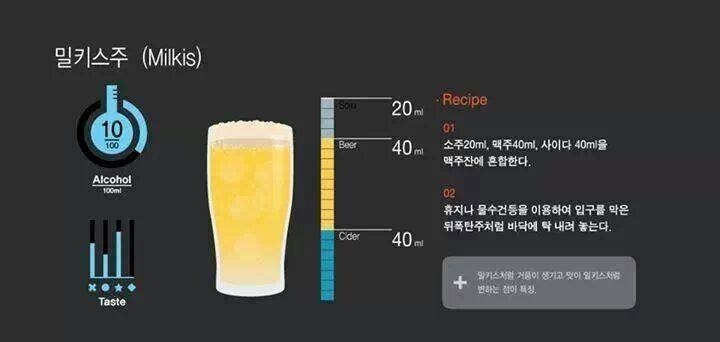 밀키스주 (Milkis)
10
100
Alcohol
100ml
Taste
Soju
20 ml
Beer
40 ml
Cider
40 ml
· Recipe
01
소주20ml, 맥주40ml, 사이다 40ml을
맥주잔에 혼합한다.
02
휴지나 물수건등을 이용하여 입구를 막은
뒤폭탄주처럼 바닥에 탁 내려 놓는다.
+
밀키스처럼 거품이 생기고 맛이 밀키스처럼
변하는 점이 특징.